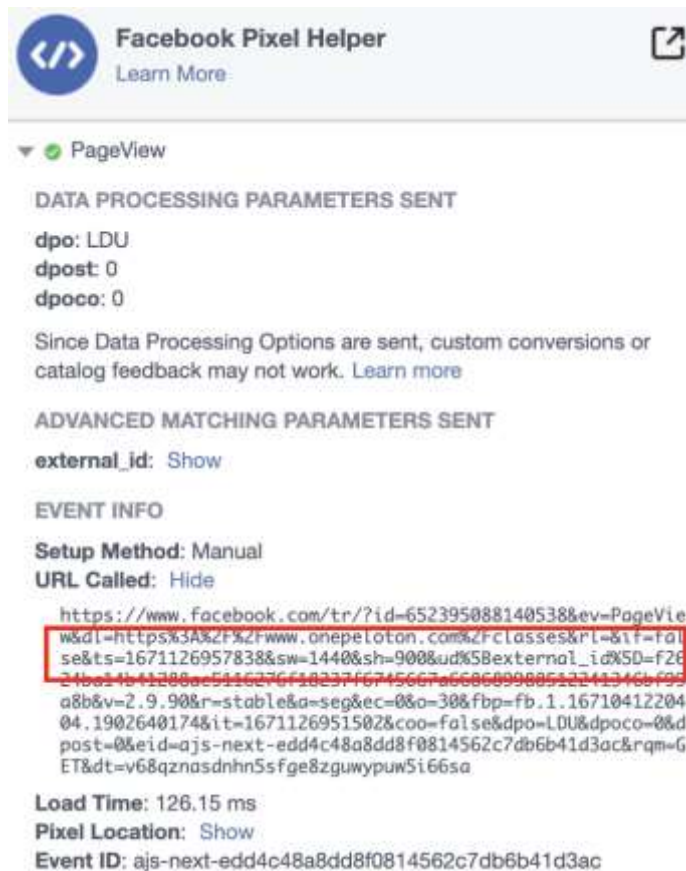 Facebook Pixel Helper
Learn More
PageView
DATA PROCESSING PARAMETERS SENT
dpo: LDU
dpost: 0
dpoco: 0
Since Data Processing Options are sent, custom conversions or
catalog feedback may not work. Learn more
ADVANCED MATCHING PARAMETERS SENT
external_id: Show
EVENT INFO
Setup Method: Manual
URL Called: Hide
https://www.facebook.com/tr/?id=652395088140538&ev=PageVie
w&dl=https%3A%2F%2Fwww.onepeloton.com%2Fclasses&rl=&if=fal
se&ts=1671126957838&sw=1440&sh=900&ud%5Bexternal_id%5D=f26
a8b&v=2.9.90&r=stable&a=seg&ec=0&o=30&fbp=fb.1.16710412204
04.1902640174&it=1671126951502&coo=false&dpo=LDU&dpoco=0&d
post=0&eid=ajs-next-edd4c48a8dd8f0814562c7db6b41d3ac&rqm=G
ET&dt=v68qznasdnhn5sfge8zguwypuw5i66sa
Load Time: 126.15 ms
Pixel Location: Show
Event ID: ajs-next-edd4c48a8dd8f0814562c7db6b41d3ac